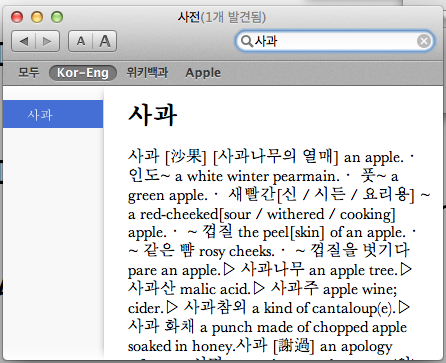 사전(1개 발견됨)
A A 사과
모두 Kor-Eng 위키백과 Apple
사과
사과
사과 [沙果] [사과나무의 열매] an apple. ·
인도~ a white winter pearmain. · 풋~ a
green apple. · 새빨간[신 / 시든 / 요리용] ~
a red-cheeked[sour / withered / cooking]
apple. · ~ 껍질 the peel[skin] of an apple. ·
~ 같은 뺨 rosy cheeks. · ~ 껍질을 벗기다
pare an apple.▷ 사과나무 an apple tree.▷
사과산 malic acid.▷ 사과주 apple wine;
cider.▷ 사과참외 a kind of cantaloup(e).▷
사과 화채 a punch made of chopped apple
soaked in honey.사과 [謝過] an apology